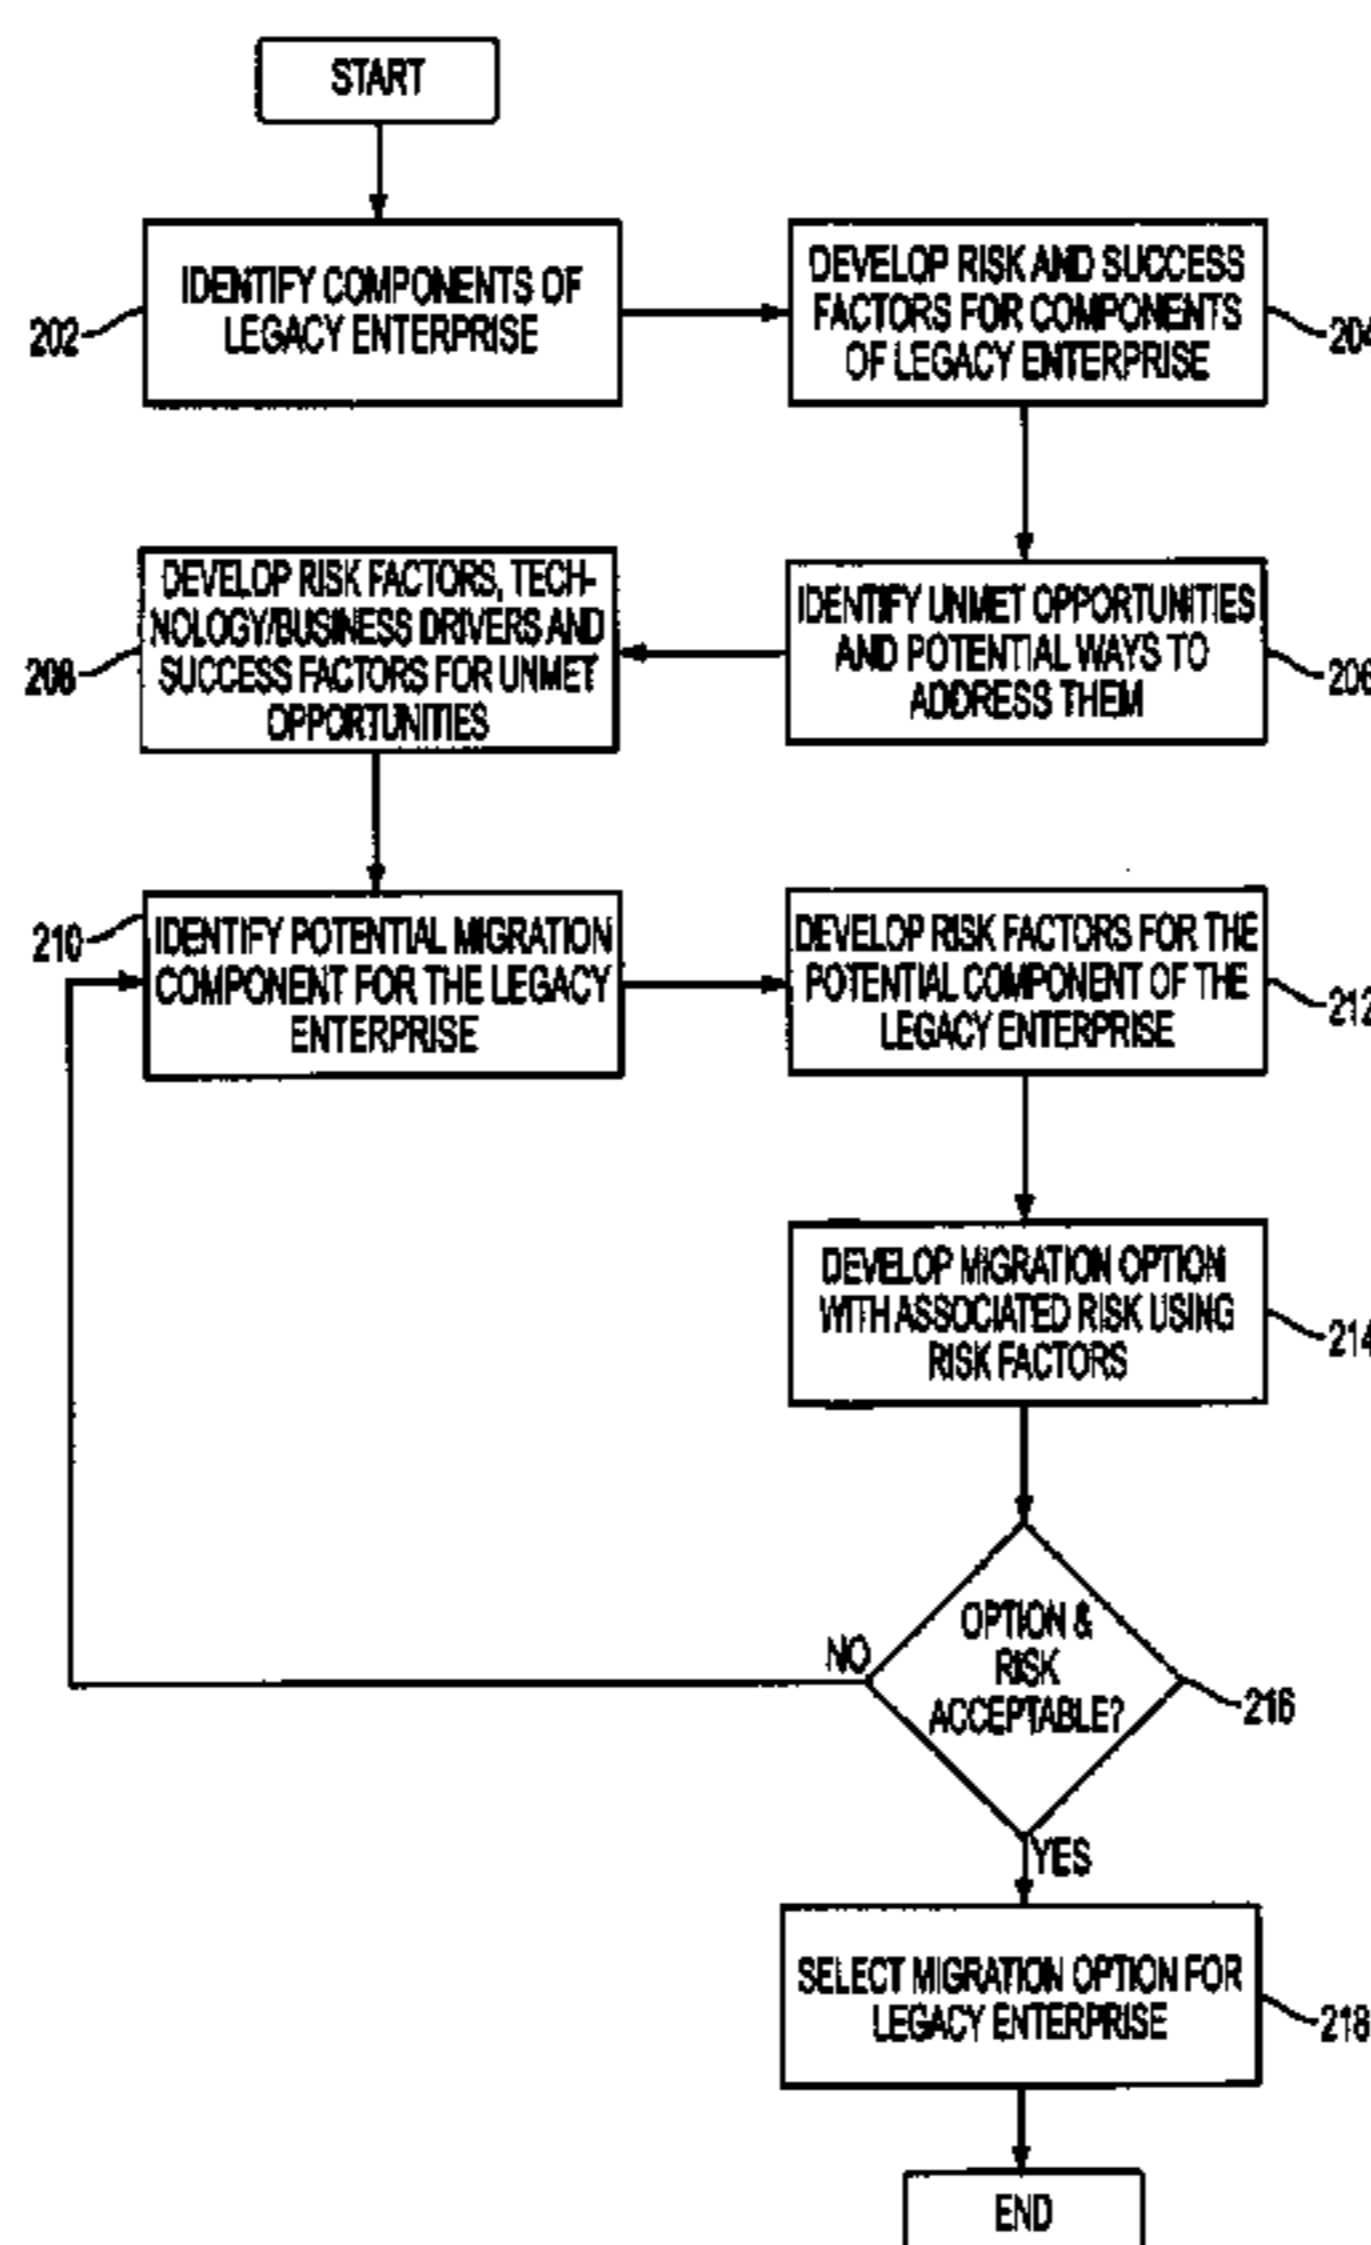 START
IDENTIFY COMPONENTS OF
LEGACY ENTERPRISE
202
DEVELOP RISK AND SUCCESS
FACTORS FOR COMPONENTS
OF LEGACY ENTERPRISE
204
DEVELOP RISK FACTORS, TECH-
NOLOGY/BUSINESS DRIVERS AND
SUCCESS FACTORS FOR UNMET
OPPORTUNITIES
208
IDENTIFY UNMET OPPORTUNITIES
AND POTENTIAL WAYS TO
ADDRESS THEM
206
210
IDENTIFY POTENTIAL MIGRATION
COMPONENT FOR THE LEGACY
ENTERPRISE
DEVELOP RISK FACTORS FOR THE
POTENTIAL COMPONENT OF THE
LEGACY ENTERPRISE
212
DEVELOP MIGRATION OPTION
WITH ASSOCIATED RISK USING
RISK FACTORS
214
NO
OPTION &
RISK
ACCEPTABLE?
216
YES
SELECT MIGRATION OPTION FOR
LEGACY ENTERPRISE
218
END